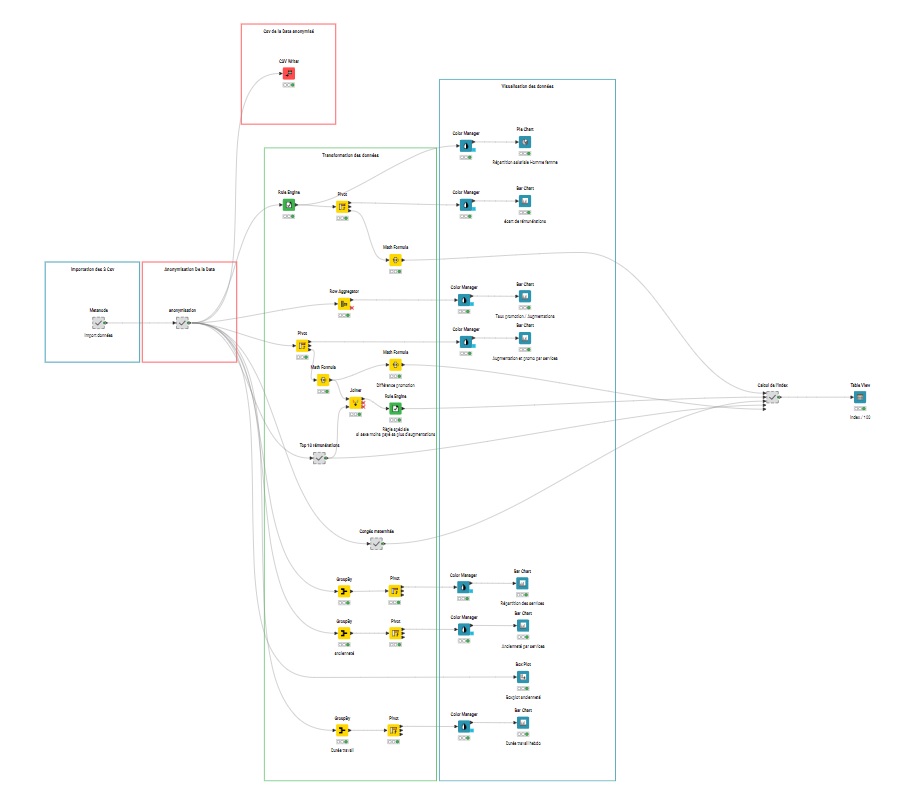 Csv de la Data anonymisé
CSV Writer
Visualisation des données
Color Manager
Pie Chart
Répartition salariale Homme femme
Transformation des données
Rule Engine
Pivot
Color Manager
Bar Chart
écart de rémunérations
Math Formula
Importation des 3 Csv
Anonymisation De la Data
Metanode
Import données
anonymisation
Row Aggregator
Color Manager
Bar Chart
Taux promotion / Augmentations
Pivot
Color Manager
Bar Chart
Augmentation et promo par services
Math Formula
Math Formula
Différence promotion
Joiner
Rule Engine
Règle spéciale
si sexe moins payé as plus d'augmentations
Top 10 rémunérations
Calcul de l'index
Table View
Index / 100
Congés maternités
GroupBy
Pivot
Color Manager
Bar Chart
Répartition des services
GroupBy
Pivot
ancienneté
Color Manager
Bar Chart
Ancienneté par services
Box Plot
Boxplot ancienneté
GroupBy
Pivot
Durée travail
Color Manager
Bar Chart
Durée travail hebdo